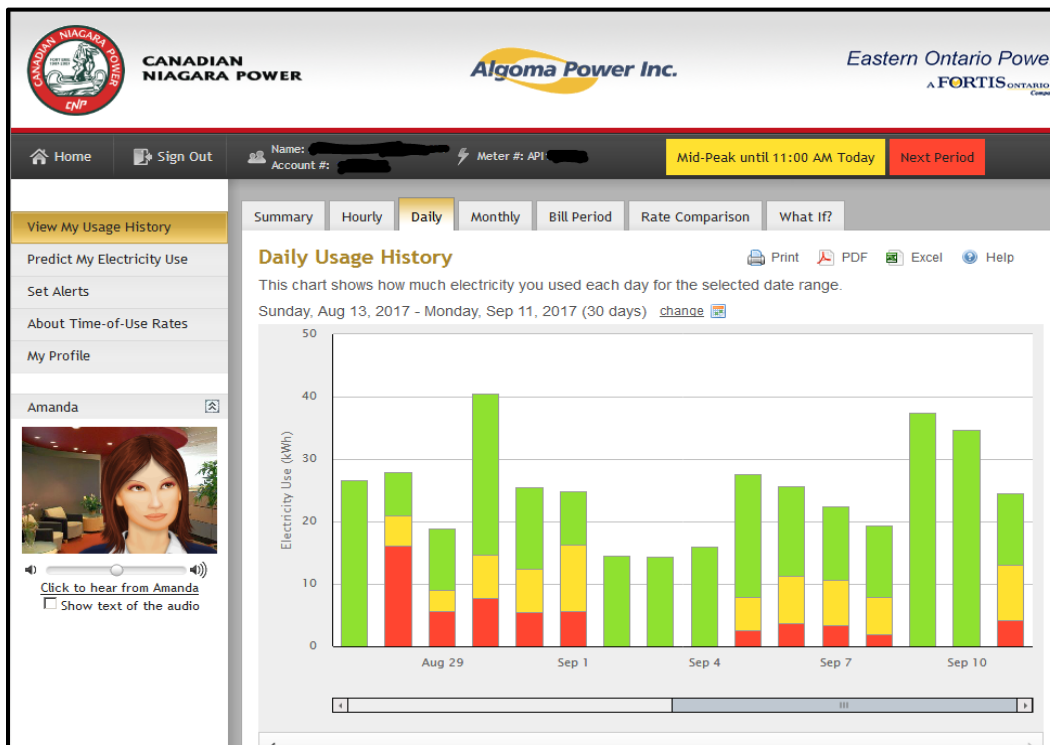 CANADIAN NIAGARA POWER
CNP
CANADIAN
NIAGARA POWER
Algoma Power Inc.
Eastern Ontario Powe
A FORTIS ONTARIO
Compa
Home
Sign Out
Name:
Account #:
Meter #: API
Mid-Peak until 11:00 AM Today
Next Period
View My Usage History
Predict My Electricity Use
Set Alerts
About Time-of-Use Rates
My Profile
Amanda
Click to hear from Amanda
Show text of the audio
Summary
Hourly
Daily
Monthly
Bill Period
Rate Comparison
What If?
Daily Usage History
Print
PDF
Excel
Help
This chart shows how much electricity you used each day for the selected date range.
Sunday, Aug 13, 2017 - Monday, Sep 11, 2017 (30 days) change
Electricity Use (kWh)
50
40
30
20
10
0
Aug 29
Sep 1
Sep 4
Sep 7
Sep 10